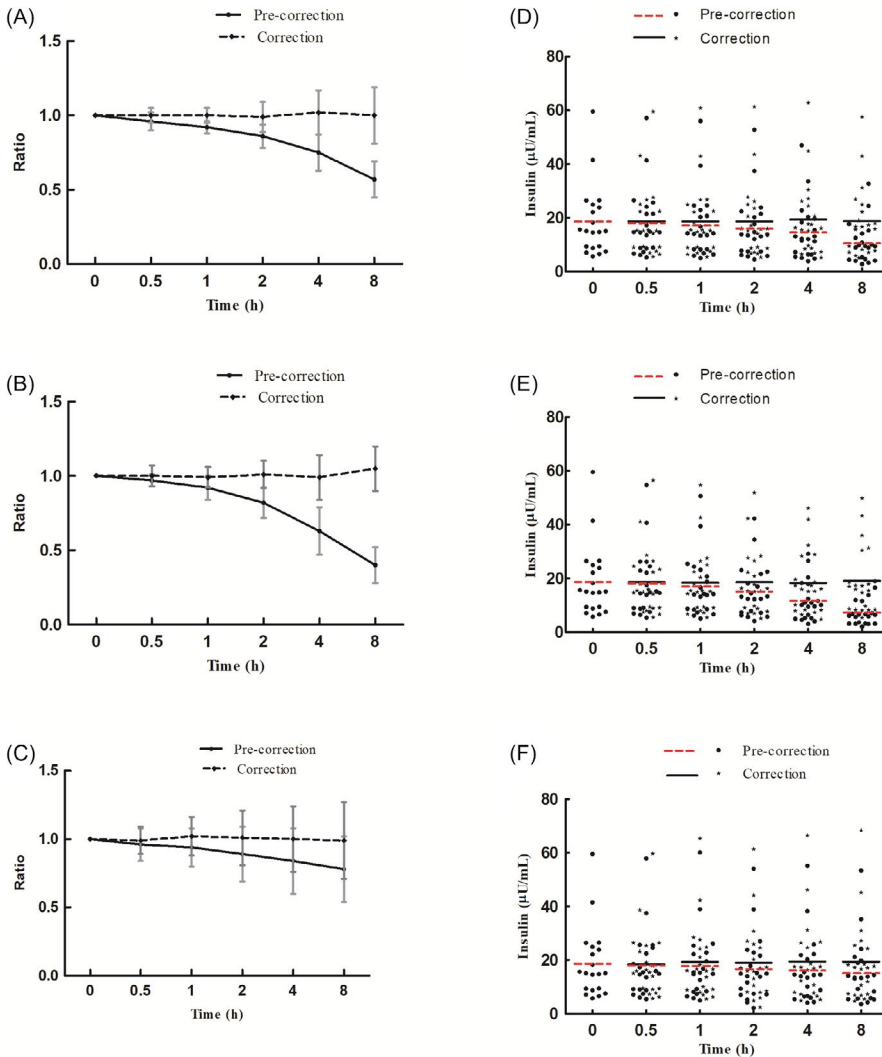 (A)
Pre-correction
Correction
1.5
1.0
0.5
0.0
Ratio
0 0.5 1 2 4 8
Time (h)
(D)
Pre-correction
Correction
80
60
40
20
0
Insulin (µU/mL)
0 0.5 1 2 4 8
Time (h)
(B)
Pre-correction
Correction
1.5
1.0
0.5
0.0
Ratio
0 0.5 1 2 4 8
Time (h)
(E)
Pre-correction
Correction
80
60
40
20
0
Insulin (µU/mL)
0 0.5 1 2 4 8
Time (h)
(C)
Pre-correction
Correction
1.5
1.0
0.5
0.0
Ratio
0 0.5 1 2 4 8
Time (h)
(F)
Pre-correction
Correction
80
60
40
20
0
Insulin (µU/mL)
0 0.5 1 2 4 8
Time (h)